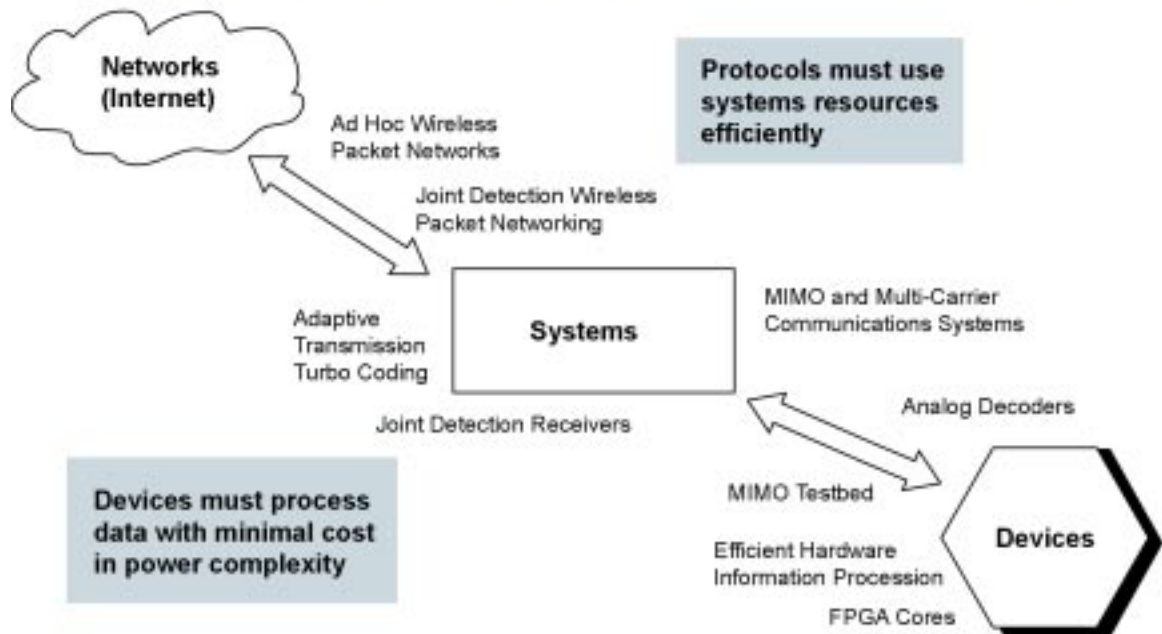 Networks
(Internet)
Protocols must use
systems resources
efficiently
Ad Hoc Wireless
Packet Networks
Joint Detection Wireless
Packet Networking
Adaptive
Transmission
Turbo Coding
Systems
MIMO and Multi-Carrier
Communications Systems
Joint Detection Receivers
Analog Decoders
Devices must process
data with minimal cost
in power complexity
MIMO Testbed
Efficient Hardware
Information Procession
FPGA Cores
Devices